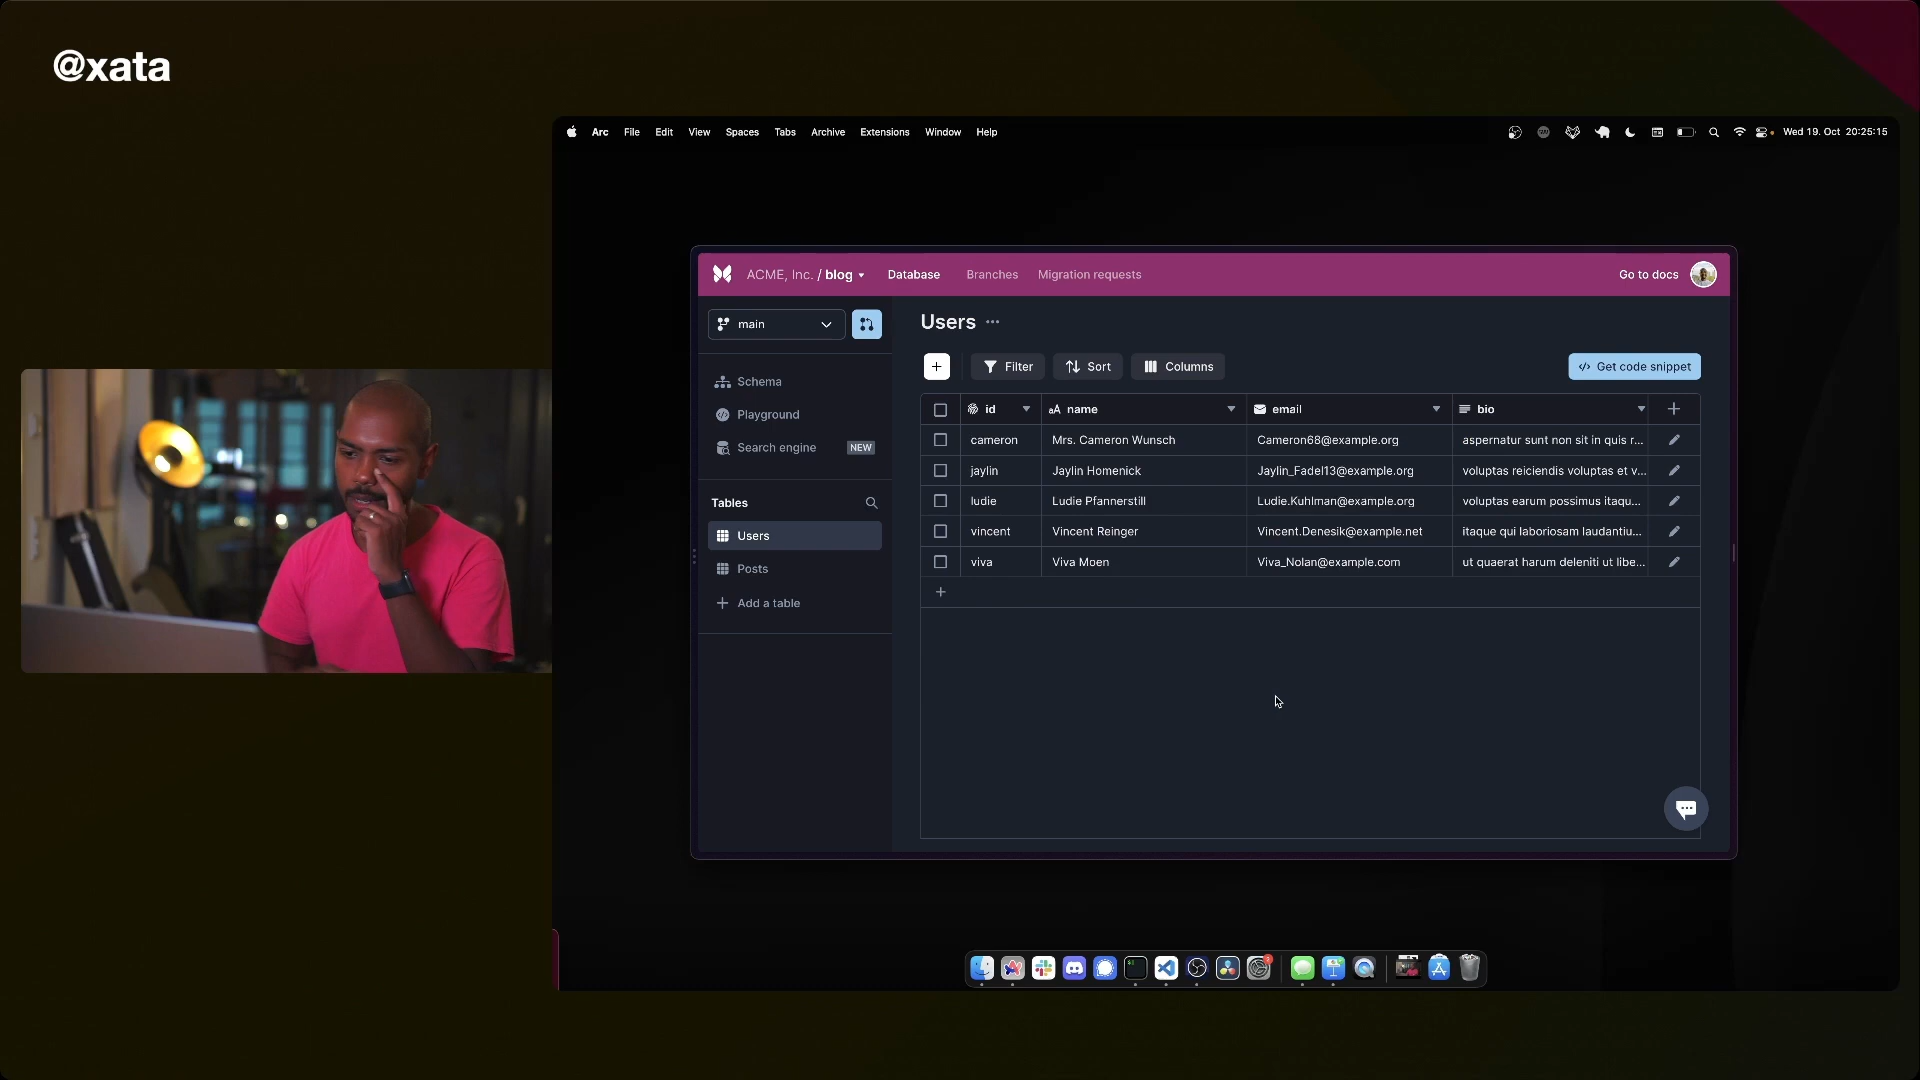 @xata
Arc File Edit View Spaces Tabs Archive Extensions Window Help Wed 19. Oct 20:25:15
ACME, Inc. / blog Database Branches Migration requests Go to docs
main
Schema
Playground
Search engine NEW
Tables
Users
Posts
Add a table
Users ...
Filter Sort Columns Get code snippet
id aA name email bio
cameron Mrs. Cameron Wunsch Cameron68@example.org aspernatur sunt non sit in quis r...
jaylin Jaylin Homenick Jaylin_Fadel13@example.org voluptas reiciendis voluptas et v...
ludie Ludie Pfannerstill Ludie.Kuhlman@example.org voluptas earum possimus itaqu...
vincent Vincent Reinger Vincent.Denesik@example.net itaque qui laboriosam laudantiu...
viva Viva Moen Viva_Nolan@example.com ut quaerat harum deleniti ut libe...